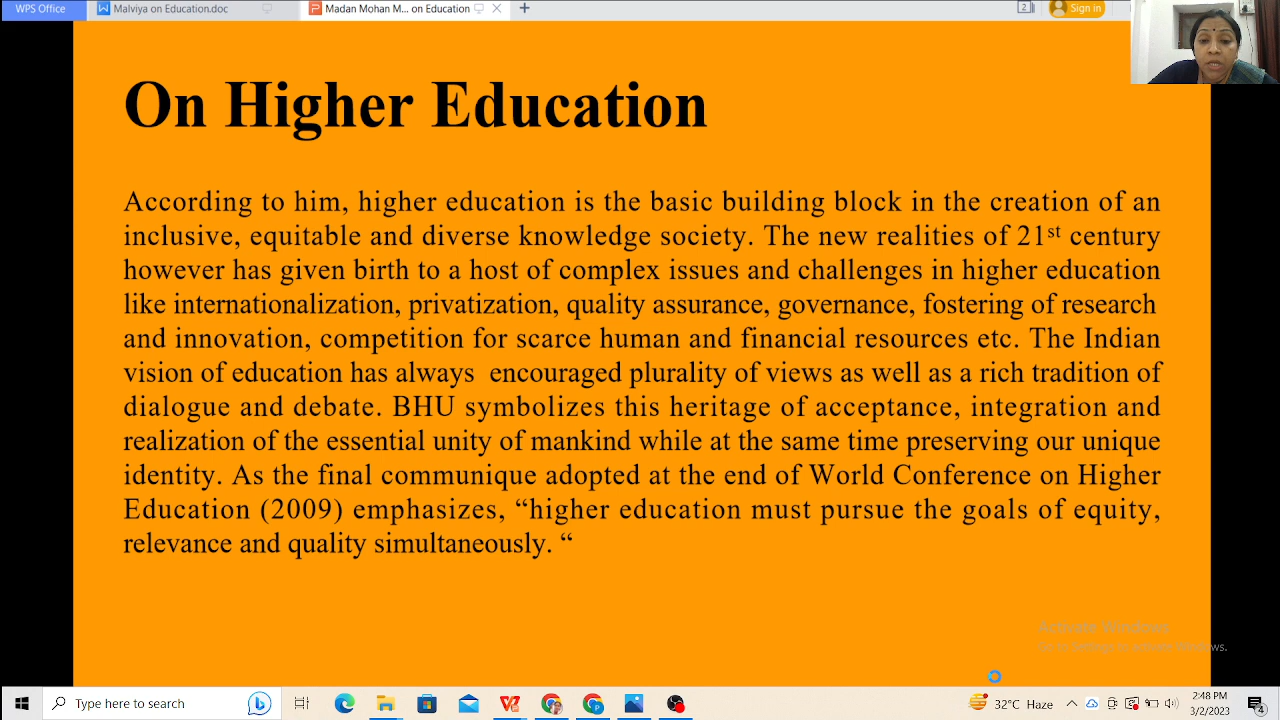 WPS Office
Malviya on Education.doc
Madan Mohan M... on Education
2
Sign in
On Higher Education
According to him, higher education is the basic building block in the creation of an
inclusive, equitable and diverse knowledge society. The new realities of 21st century
however has given birth to a host of complex issues and challenges in higher education
like internationalization, privatization, quality assurance, governance, fostering of research
and innovation, competition for scarce human and financial resources etc. The Indian
vision of education has always encouraged plurality of views as well as a rich tradition of
dialogue and debate. BHU symbolizes this heritage of acceptance, integration and
realization of the essential unity of mankind while at the same time preserving our unique
identity. As the final communique adopted at the end of World Conference on Higher
Education (2009) emphasizes, “higher education must pursue the goals of equity,
relevance and quality simultaneously. “
Activate Windows
Go to Settings to activate Windows.
Type here to search
32°C Haze
2:48 PM
3/2/2023
4